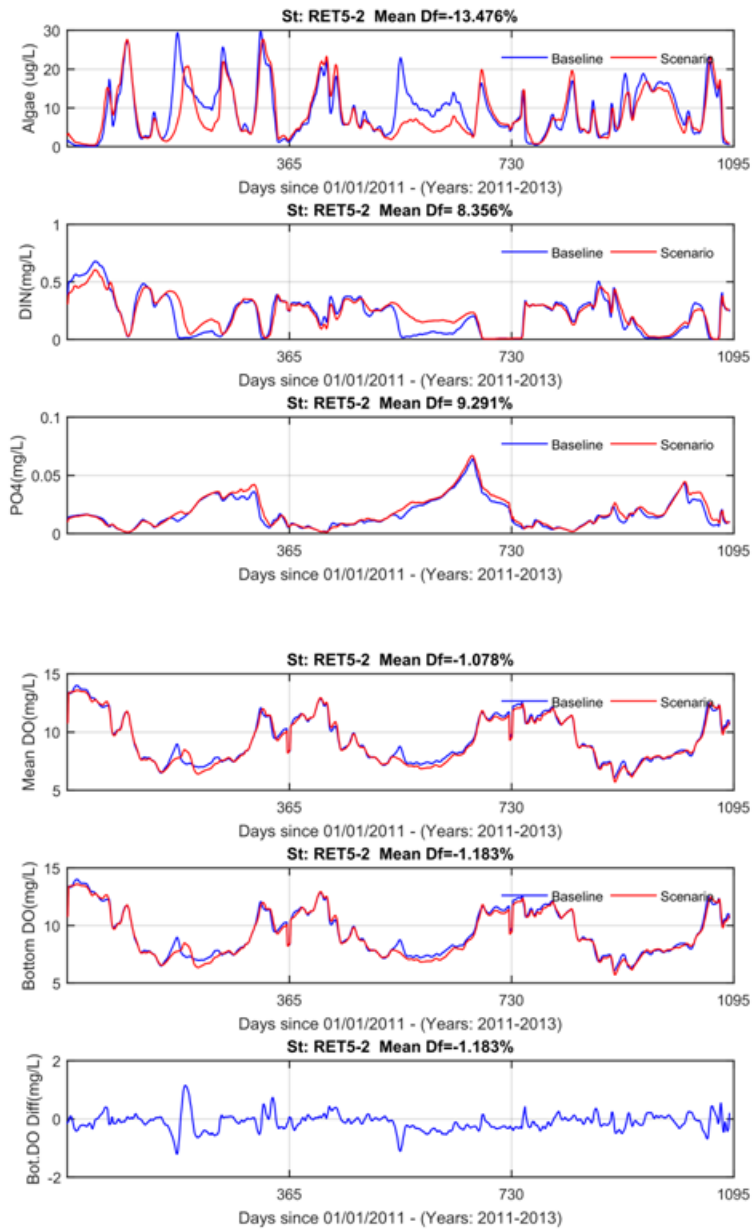 St: RET5-2 Mean Df=-13.476%
30
20
10
0
Algae (ug/L)
Baseline
Scenario
365
730
1095
Days since 01/01/2011 - (Years: 2011-2013)
St: RET5-2 Mean Df= 8.356%
1
0.5
0
DIN(mg/L)
Baseline
Scenario
365
730
1095
Days since 01/01/2011 - (Years: 2011-2013)
St: RET5-2 Mean Df= 9.291%
0.1
0.05
0
PO4(mg/L)
Baseline
Scenario
365
730
1095
Days since 01/01/2011 - (Years: 2011-2013)
St: RET5-2 Mean Df=-1.078%
15
10
5
Mean DO(mg/L)
Baseline
Scenario
365
730
1095
Days since 01/01/2011 - (Years: 2011-2013)
St: RET5-2 Mean Df=-1.183%
15
10
5
Bottom DO(mg/L)
Baseline
Scenario
365
730
1095
Days since 01/01/2011 - (Years: 2011-2013)
St: RET5-2 Mean Df=-1.183%
2
0
-2
Bot.DO Diff(mg/L)
365
730
1095
Days since 01/01/2011 - (Years: 2011-2013)